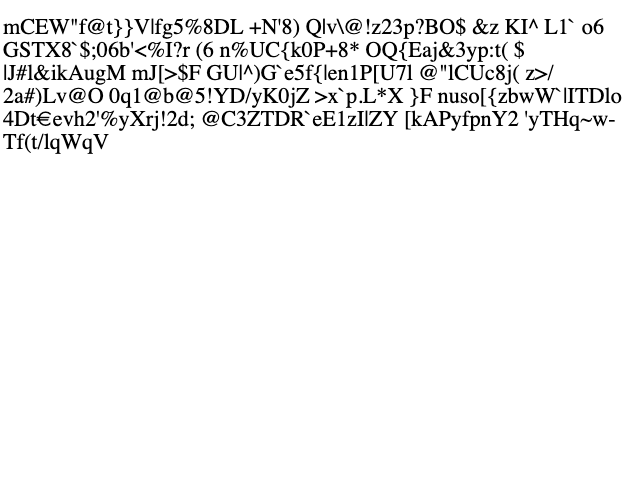 mCEW"f@t}}V|fg5%8DL +N'8) Q|v\@!z23p?BO$ &z KI^ L1` o6
GSTX8`$;06b'<%I?r (6 n%UC{k0P+8* OQ{Eaj&3yp:t( $
|J#l&ikAugM mJ[>$F GU|^)G`e5f{|en1P[U7l @"lCUc8j( z>/
2a#)Lv@O 0q1@b@5!YD/yK0jZ >x`p.L*X }F nuso[{zbwW`|ITDlo
4Dt€evh2'%yXrj!2d; @C3ZTDR`eE1zI|ZY [kAPyfpnY2 'yTHq~w-
Tf(t/lqWqV